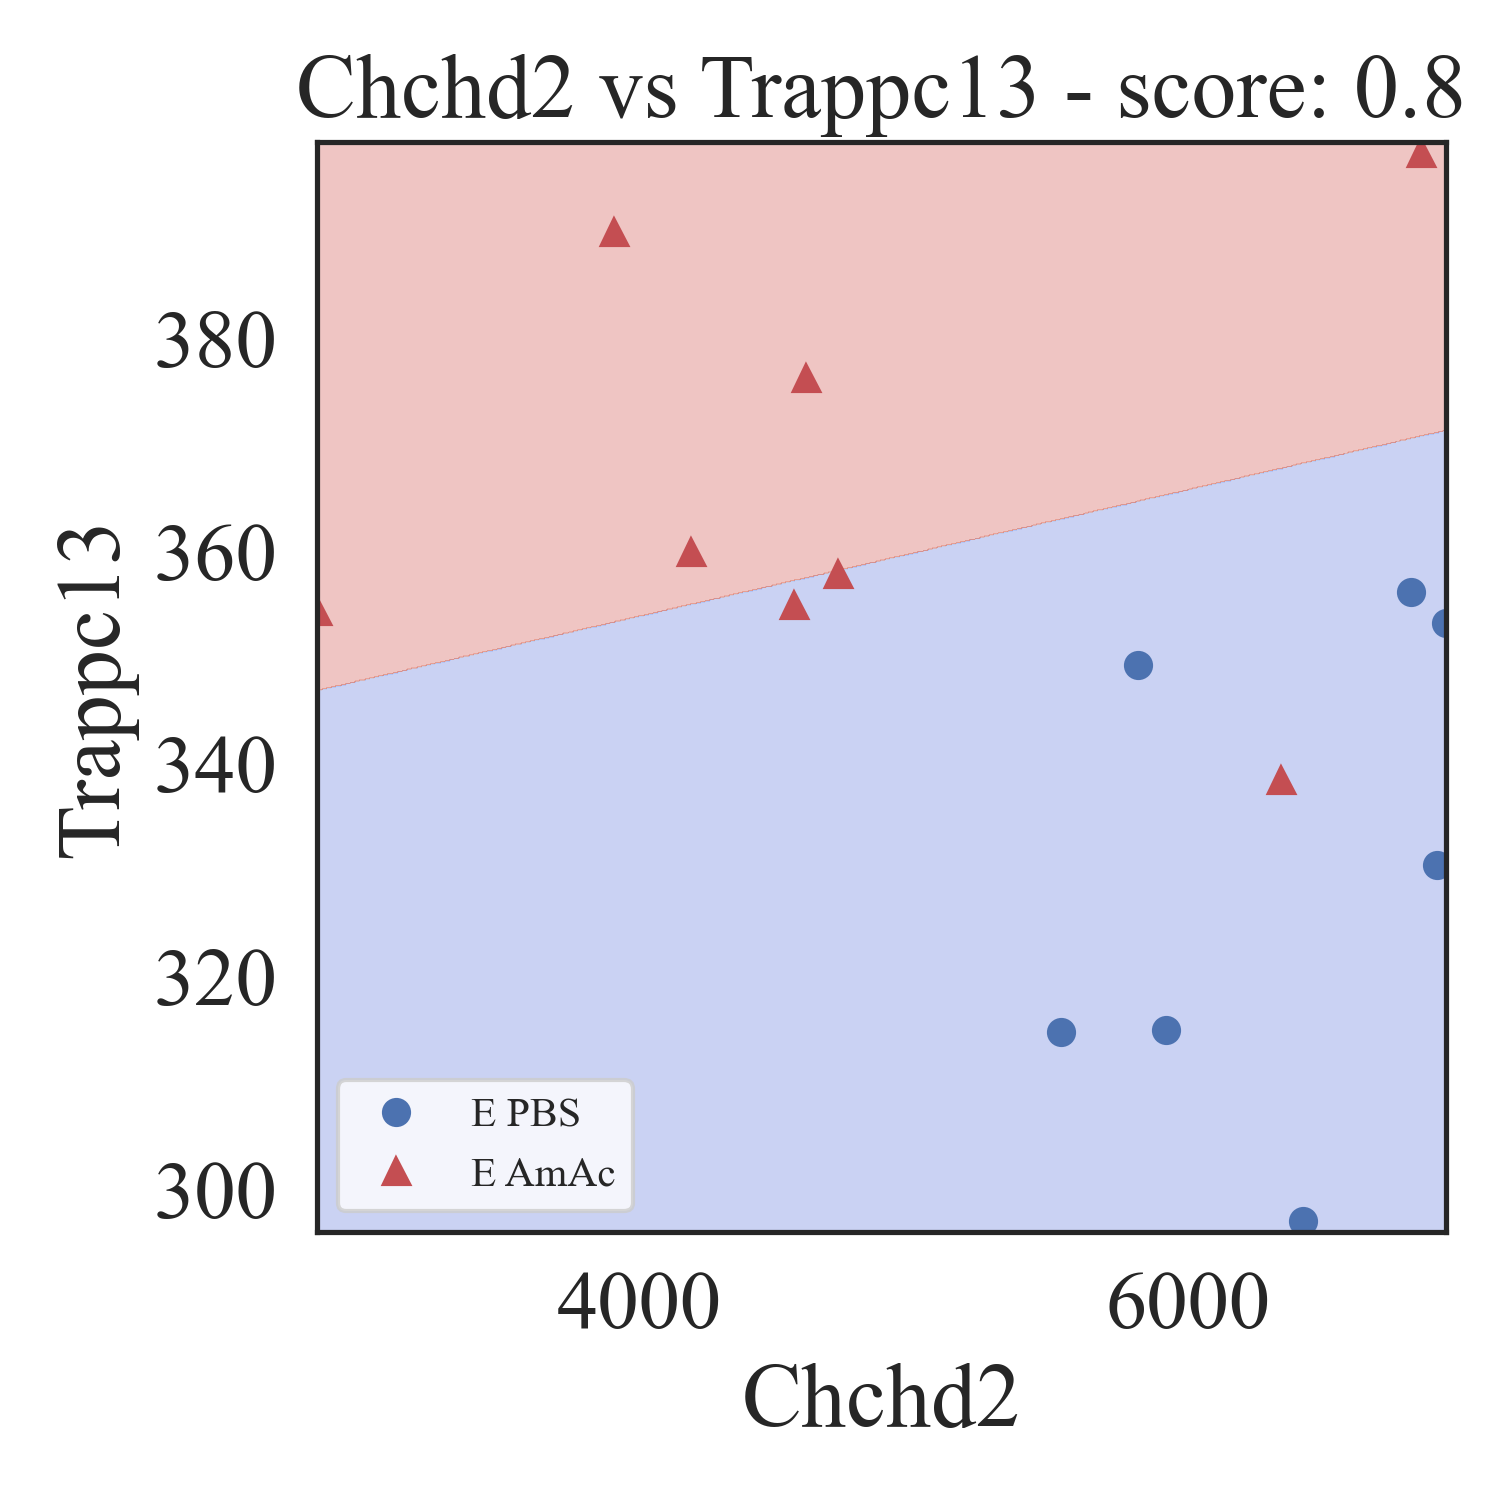 Chchd2 vs Trappc13 - score: 0.8
Trappc13
380
360
340
320
300
E PBS
E AmAc
4000 6000
Chchd2